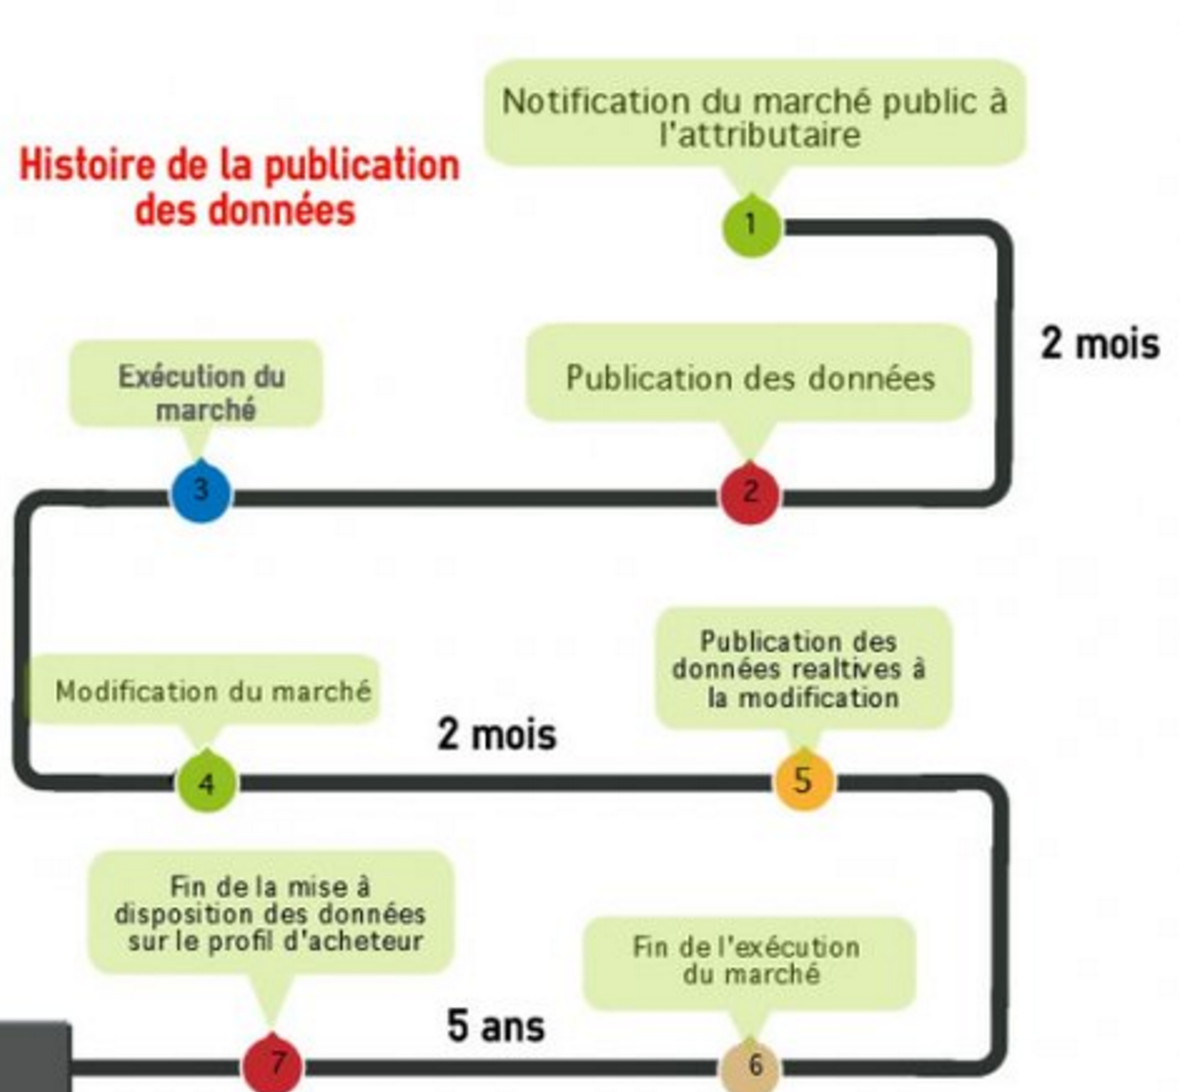 Histoire de la publication
des données
Notification du marché public à
l'attributaire
1
2 mois
Publication des données
2
Exécution du
marché
3
Modification du marché
4
2 mois
Publication des
données realtives à
la modification
5
Fin de l'exécution
du marché
6
5 ans
Fin de la mise à
disposition des données
sur le profil d'acheteur
7